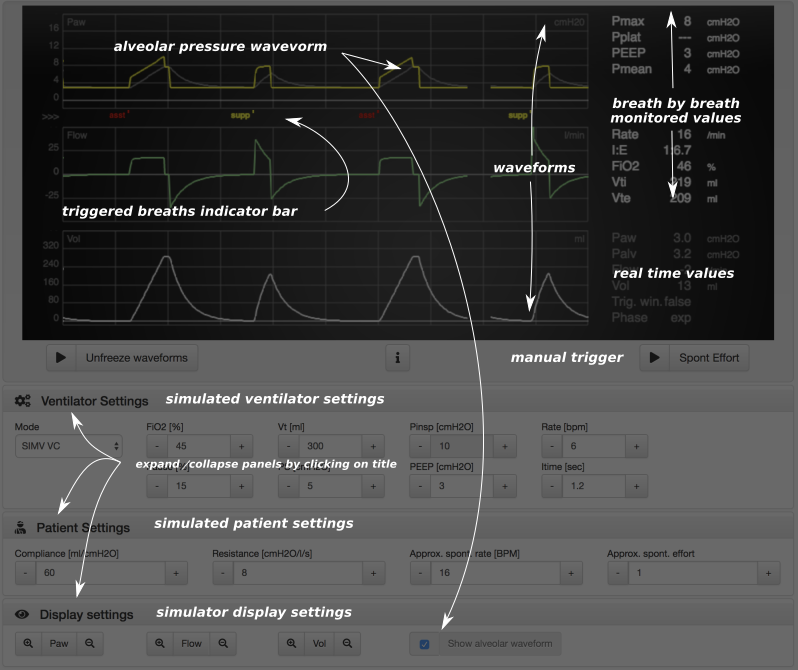 Paw
cmH20
alveolar pressure wavevorm
16
12
8
4
0
>>>
asst
supp
asst
supp
Flow
l/min
25
0
-25
waveforms
triggered breaths indicator bar
Vol
ml
320
240
160
80
0
Pmax 8 cmH2O
Pplat --- cmH2O
PEEP 3 cmH2O
Pmean 4 cmH2O
breath by breath
monitored values
Rate 16 /min
I:E 1:6.7
FiO2 46 %
Vti ml
Vte 209 ml
Paw 3.0 cmH2O
Palv 3.2 cmH2O
real time values
Vol 13 ml
Trig. win. false
Phase exp
Unfreeze waveforms
i
manual trigger
Spont Effort
Ventilator Settings
simulated ventilator settings
Mode
SIMV VC
FiO2 [%]
- 45 +
Vt [ml]
- 300 +
Pinsp [cmH2O]
- 10 +
Rate [bpm]
- 6 +
expand /collapse panels by clicking on title
- 15 +
- 5 +
PEEP [cmH2O]
- 3 +
Itime [sec]
- 1.2 +
Patient Settings
simulated patient settings
Compliance [ml/cmH2O]
- 60 +
Resistance [cmH2O/l/s]
- 8 +
Approx. spont. rate [BPM]
- 16 +
Approx. spont. effort
- 1 +
Display settings
simulator display settings
Paw
Flow
Vol
Show alveolar waveform